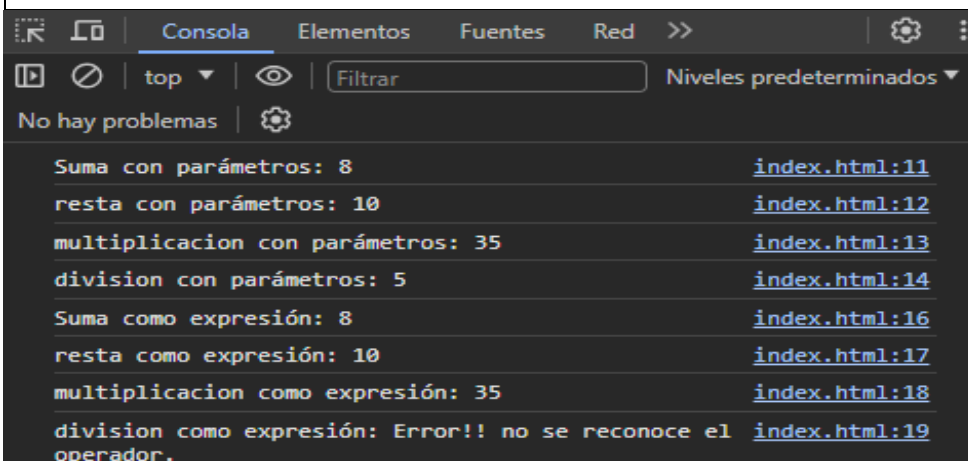 Consola Elementos Fuentes Red >>
top ▼ Filtrar Niveles predeterminados ▼
No hay problemas
Suma con parámetros: 8 index.html:11
resta con parámetros: 10 index.html:12
multiplicacion con parámetros: 35 index.html:13
division con parámetros: 5 index.html:14
Suma como expresión: 8 index.html:16
resta como expresión: 10 index.html:17
multiplicacion como expresión: 35 index.html:18
division como expresión: Error!! no se reconoce el index.html:19
operador.